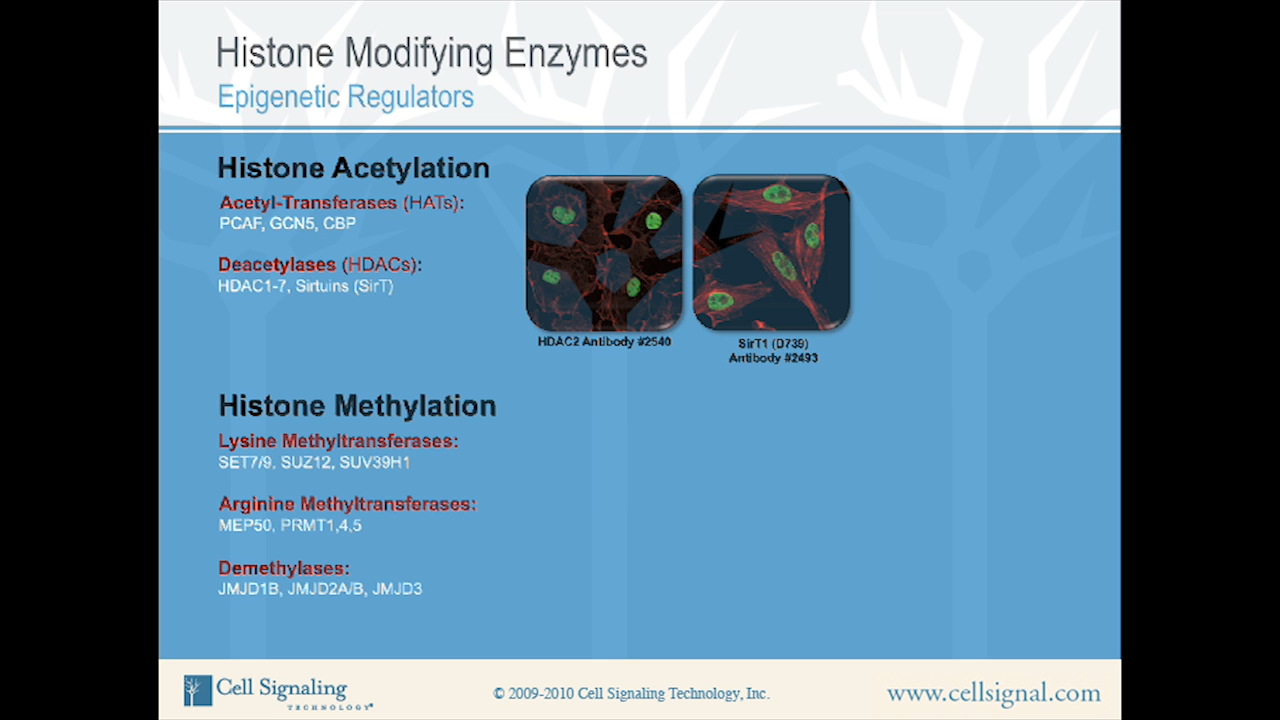 Histone Modifying Enzymes
Epigenetic Regulators
Histone Acetylation
Acetyl-Transferases (HATs):
PCAF, GCN5, CBP
Deacetylases (HDACs):
HDAC1-7, Sirtuins (SirT)
HDAC2 Antibody #2540
SirT1 (D739)
Antibody #2493
Histone Methylation
Lysine Methyltransferases:
SET7/9, SUZ12, SUV39H1
Arginine Methyltransferases:
MEP50, PRMT1,4,5
Demethylases:
JMJD1B, JMJD2A/B, JMJD3
Cell Signaling
TECHNOLOGY®
© 2009-2010 Cell Signaling Technology, Inc.
www.cellsignal.com